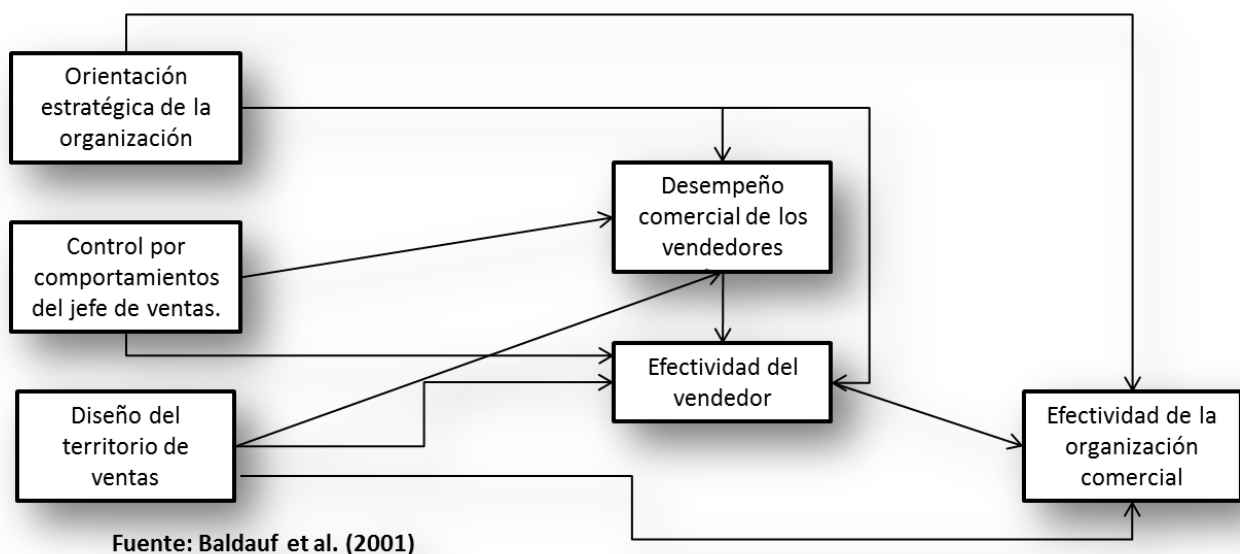 Orientación
estratégica de la
organización
Desempeño
comercial de los
vendedores
Control por
comportamientos
del jefe de ventas.
Efectividad del
vendedor
Diseño del
territorio de
ventas
Efectividad de la
organización
comercial
Fuente: Baldauf et al. (2001)